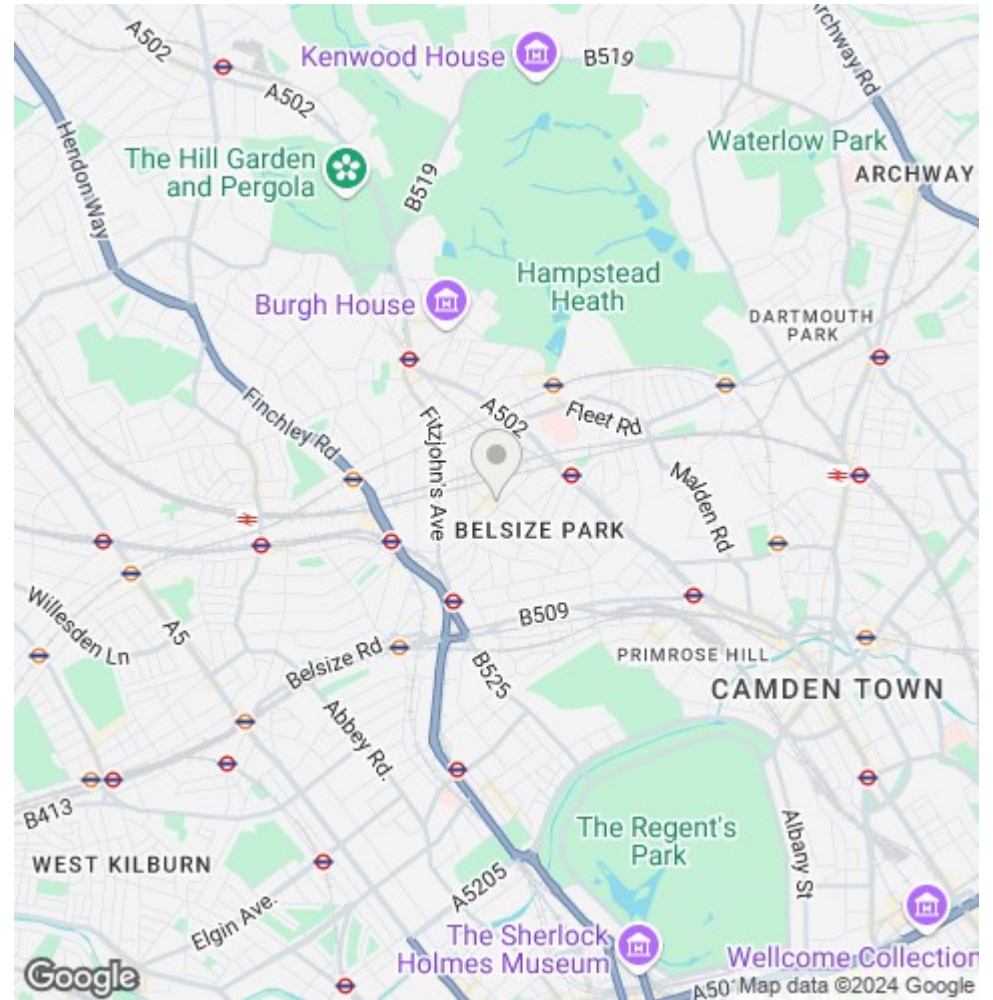 A502
Kenwood House
B519
Archway Rd
A502
Waterlow Park
Hendon Way
The Hill Garden
and Pergola
B519
ARCHWAY
Hampstead
Heath
Burgh House
DARTMOUTH
PARK
Finchley Rd
Fitzjohn's Ave
A502
Fleet Rd
Malden Rd
BELSIZE PARK
Willesden Ln
A5
B509
Belsize Rd
B525
PRIMROSE HILL
CAMDEN TOWN
Abbey Rd.
B413
The Regent's
Park
Albany St
WEST KILBURN
A5205
Elgin Ave.
The Sherlock
Holmes Museum
Wellcome Collection
Google
A501
Map data ©2024 Google